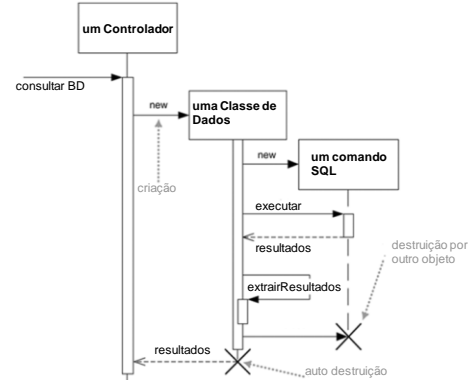 um Controlador
consultar BD
new
uma Classe de
Dados
criação
new
um comando
SQL
executar
resultados
destruição por
outro objeto
extrairResultados
resultados
auto destruição